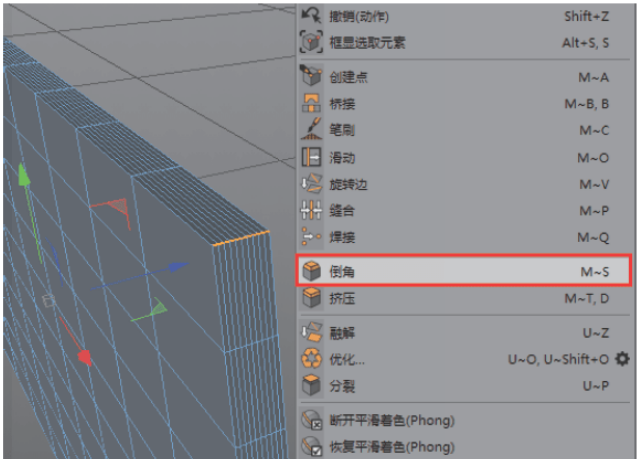 撤销(动作) Shift+Z
框显选取元素 Alt+S, S
创建点 M~A
桥接 M~B, B
笔刷 M~C
滑动 M~O
旋转边 M~V
缝合 M~P
焊接 M~Q
倒角 M~S
挤压 M~T, D
融解 U~Z
优化... U~O, U~Shift+O
分裂 U~P
断开平滑着色(Phong)
恢复平滑着色(Phong)